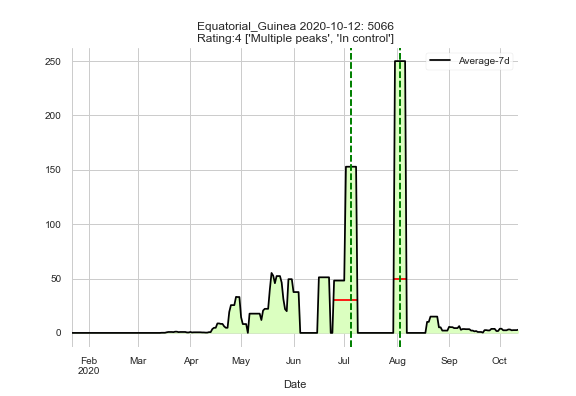 Equatorial_Guinea 2020-10-12: 5066
Rating:4 ['Multiple peaks', 'In control']
Average-7d
250
200
150
100
50
0
Feb Mar Apr May Jun Jul Aug Sep Oct
2020
Date